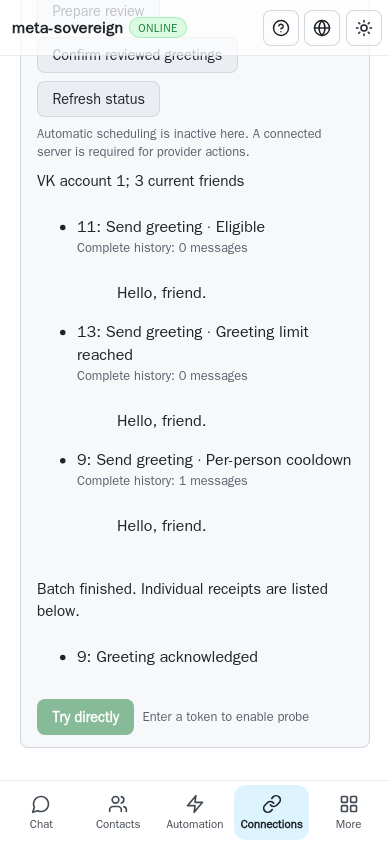 Prepare review
meta-sovereign ONLINE
Confirm reviewed greetings
Refresh status
Automatic scheduling is inactive here. A connected
server is required for provider actions.
VK account 1; 3 current friends
11: Send greeting · Eligible
Complete history: 0 messages
Hello, friend.
13: Send greeting · Greeting limit
reached
Complete history: 0 messages
Hello, friend.
9: Send greeting · Per-person cooldown
Complete history: 1 messages
Hello, friend.
Batch finished. Individual receipts are listed
below.
9: Greeting acknowledged
Try directly Enter a token to enable probe
Chat Contacts Automation Connections More